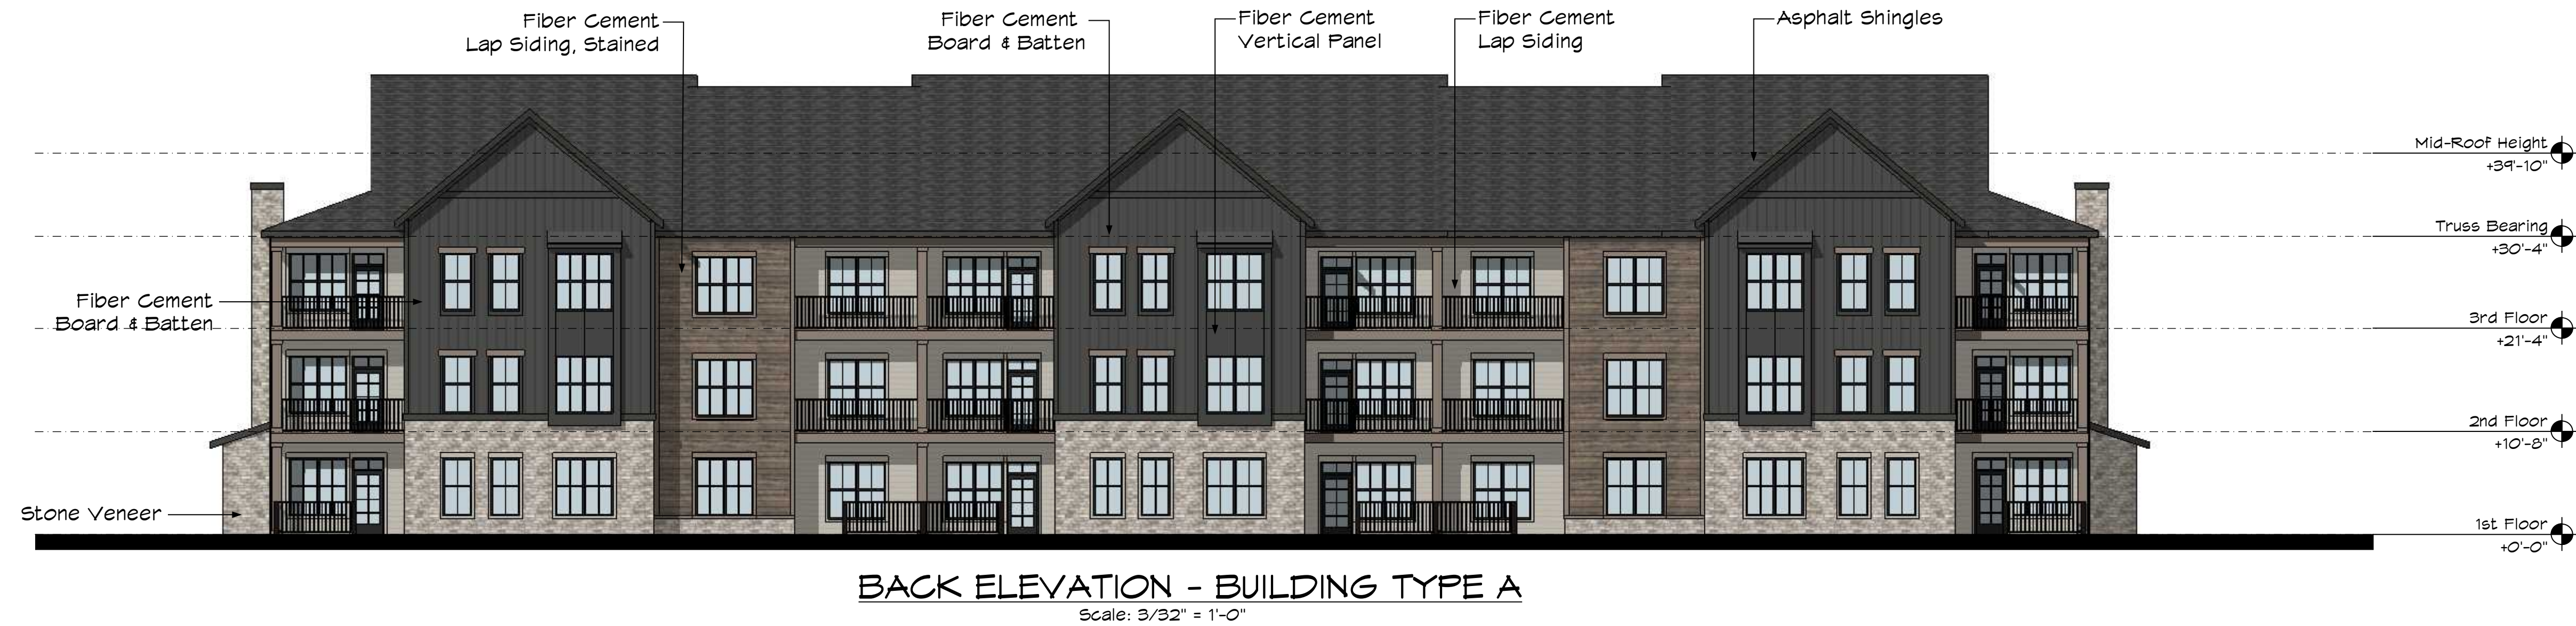 Fiber Cement
Lap Siding, Stained
Fiber Cement
Board & Batten
Fiber Cement
Vertical Panel
Fiber Cement
Lap Siding
Asphalt Shingles
Mid-Roof Height
+39'-10"
Truss Bearing
+30'-4"
Fiber Cement
Board & Batten
3rd Floor
+21'-4"
2nd Floor
+10'-8"
Stone Veneer
1st Floor
+0'-0"
BACK ELEVATION - BUILDING TYPE A
Scale: 3/32" = 1'-0"